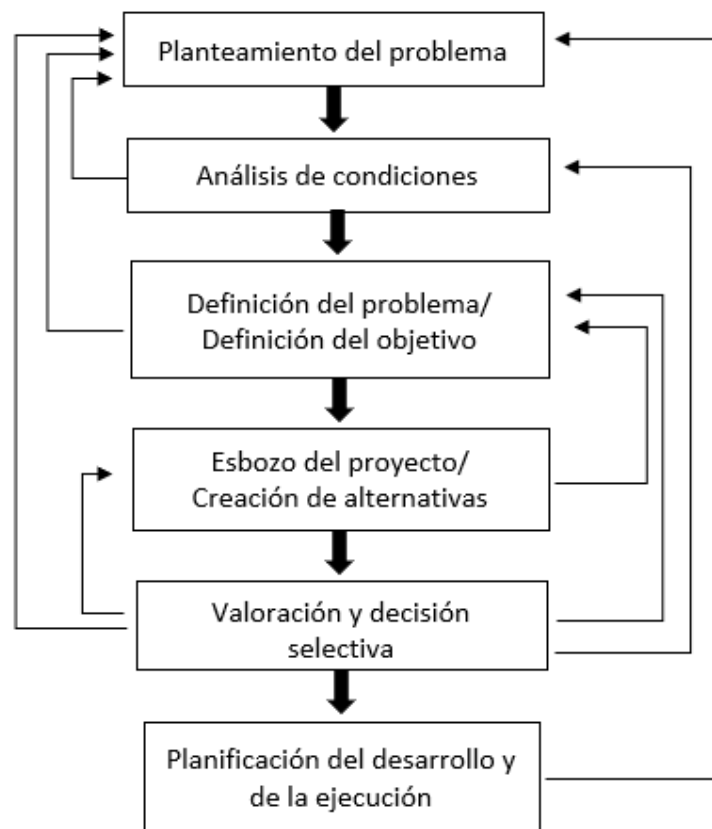 Planteamiento del problema
Análisis de condiciones
Definición del problema/
Definición del objetivo
Esbozo del proyecto/
Creación de alternativas
Valoración y decisión
selectiva
Planificación del desarrollo y
de la ejecución